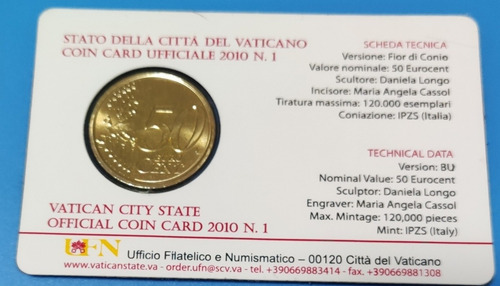 STATO DELLA CITTÁ DEL VATICANO
COIN CARD UFFICIALE 2010 N. 1
SCHEDA TECNICA
Versione: Fior di Conio
Valore nominale: 50 Eurocent
Scultore: Daniela Longo
Incisore: Maria Angela Cassol
Tiratura massima: 120.000 esemplari
Coniazione: IPZS (Italia)
50
EURO
CENT
TECHNICAL DATA
Version: BU
Nominal Value: 50 Eurocent
Sculptor: Daniela Longo
Engraver: Maria Angela Cassol
Max. Mintage: 120,000 pieces
Mint: IPZS (Italy)
VATICAN CITY STATE
OFFICIAL COIN CARD 2010 N. 1
UFN
Ufficio Filatelico e Numismatico – 00120 Città del Vaticano
www.vaticanstate.va - order.ufn@scv.va - tel. +390669883414 - fax. +390669881308